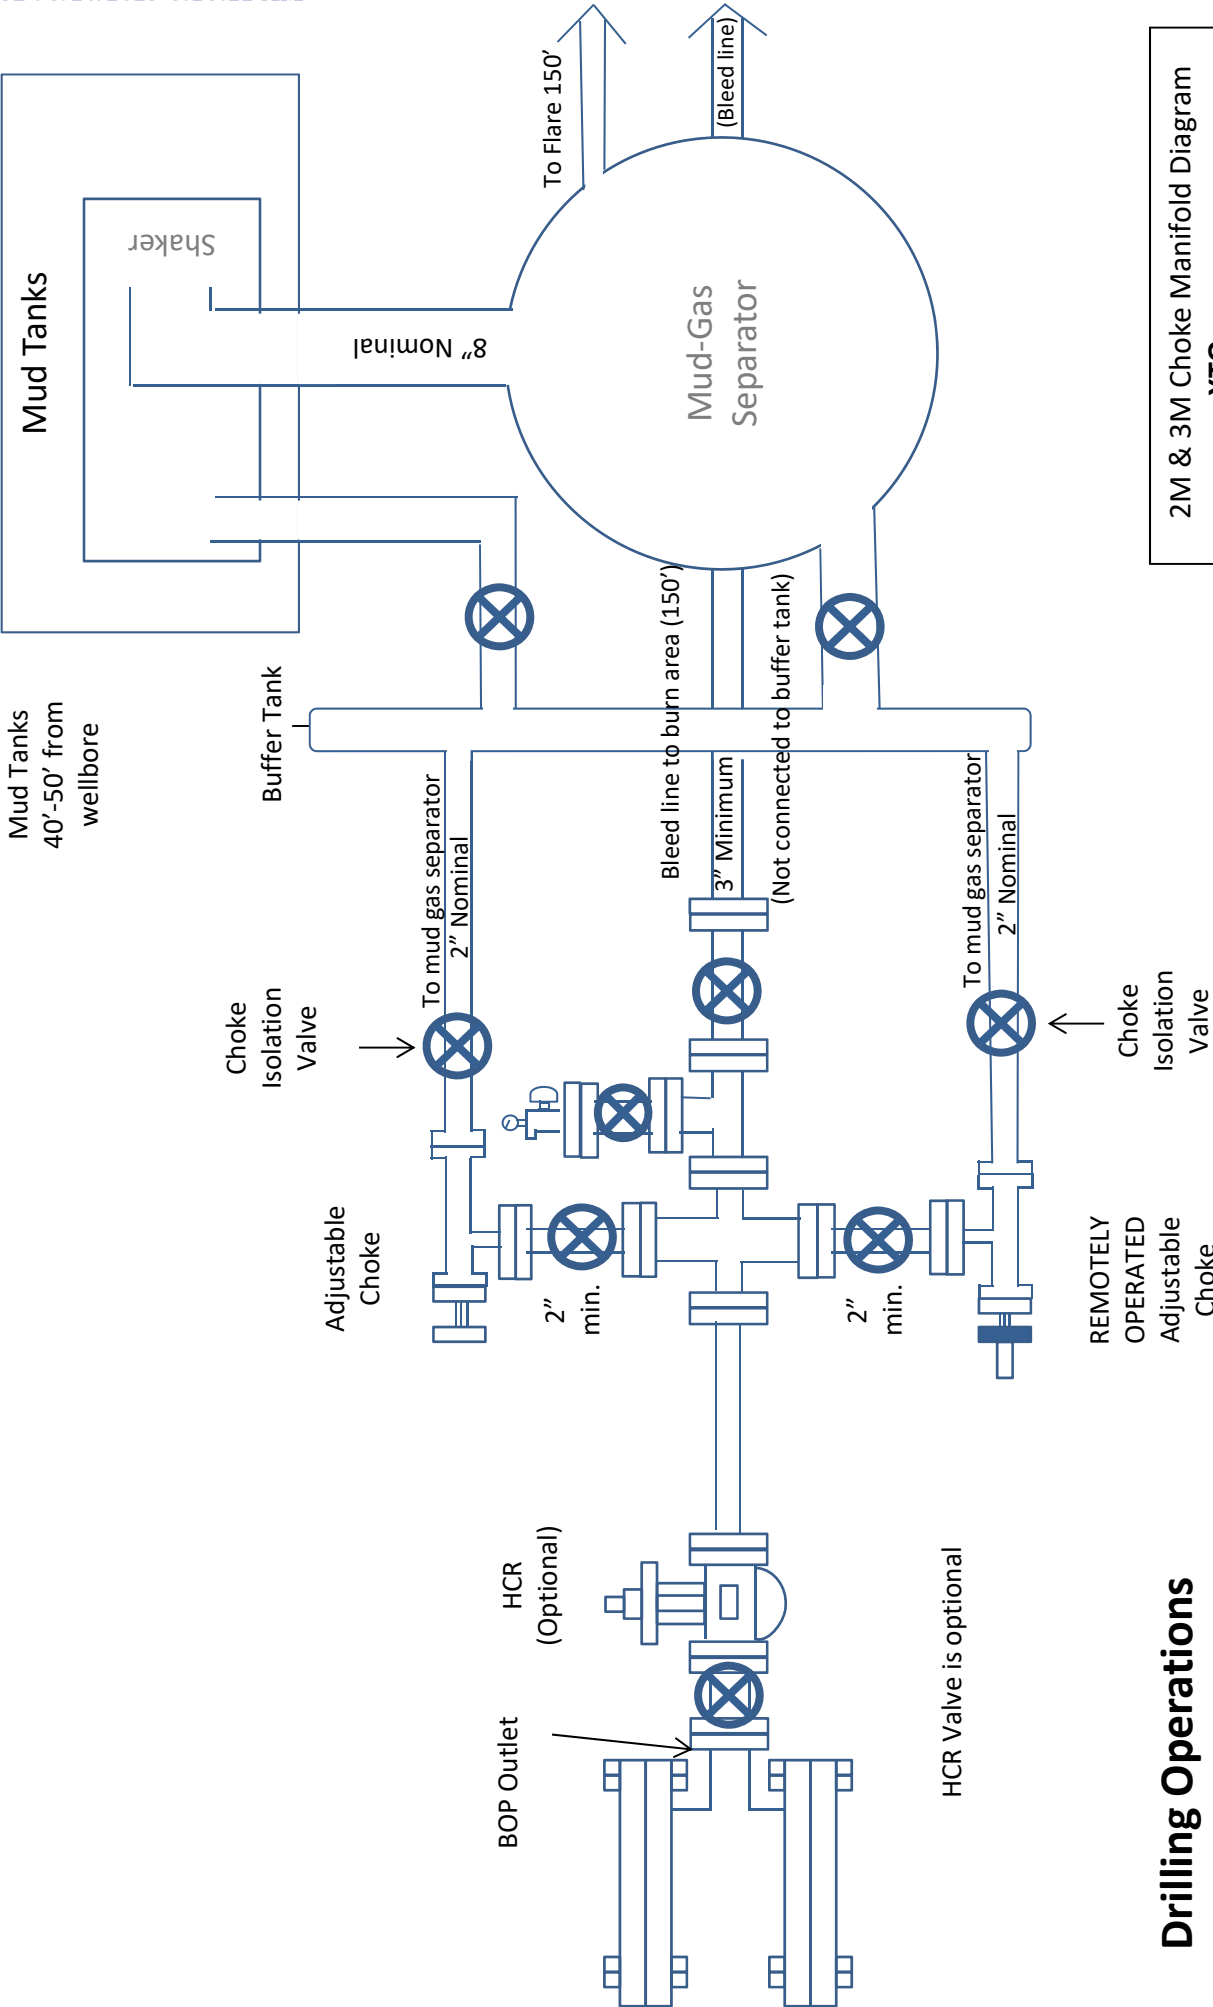 Mud Tanks
40’-50’ from
wellbore
Mud Tanks
Shaker
8” Nominal
Buffer Tank
To Flare 150’
(Bleed line)
Mud-Gas
Separator
Choke
Isolation
Valve
To mud gas separator
2” Nominal
Bleed line to burn area (150’)
3” Minimum
(Not connected to buffer tank)
To mud gas separator
2” Nominal
Choke
Isolation
Valve
Adjustable
Choke
2”
min.
2”
min.
REMOTELY
OPERATED
Adjustable
Choke
HCR
(Optional)
BOP Outlet
HCR Valve is optional
Drilling Operations
2M & 3M Choke Manifold Diagram
XTO